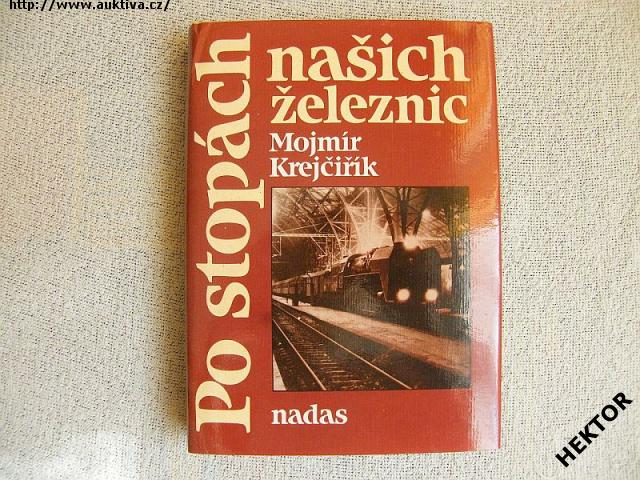 http://www.auktiva.cz/
Po stopách
našich
železnic
Mojmír
Krejčiřík
nadas
HEKTOR